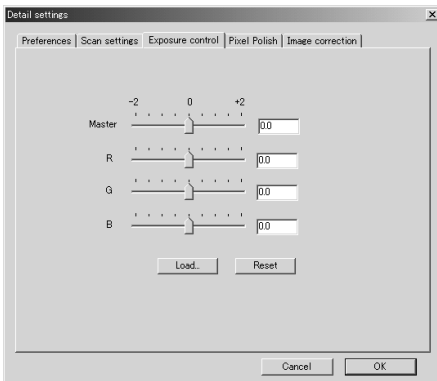 Detail settings
Preferences Scan settings Exposure control Pixel Polish Image correction
-2 0 +2
Master 0.0
R 0.0
G 0.0
B 0.0
Load... Reset
Cancel OK